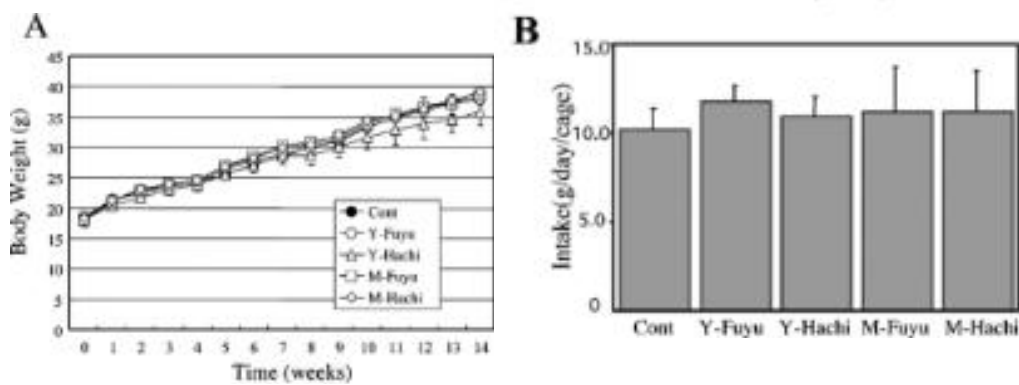 A
Body Weight (g)
45
40
35
30
25
20
15
10
5
0
Cont
Y-Fuyu
Y-Hachi
M-Fuyu
M-Hachi
0 1 2 3 4 5 6 7 8 9 10 11 12 13 14
Time (weeks)
B
Intake(g/day/cage)
15.0
10.0
5.0
0
Cont Y-Fuyu Y-Hachi M-Fuyu M-Hachi